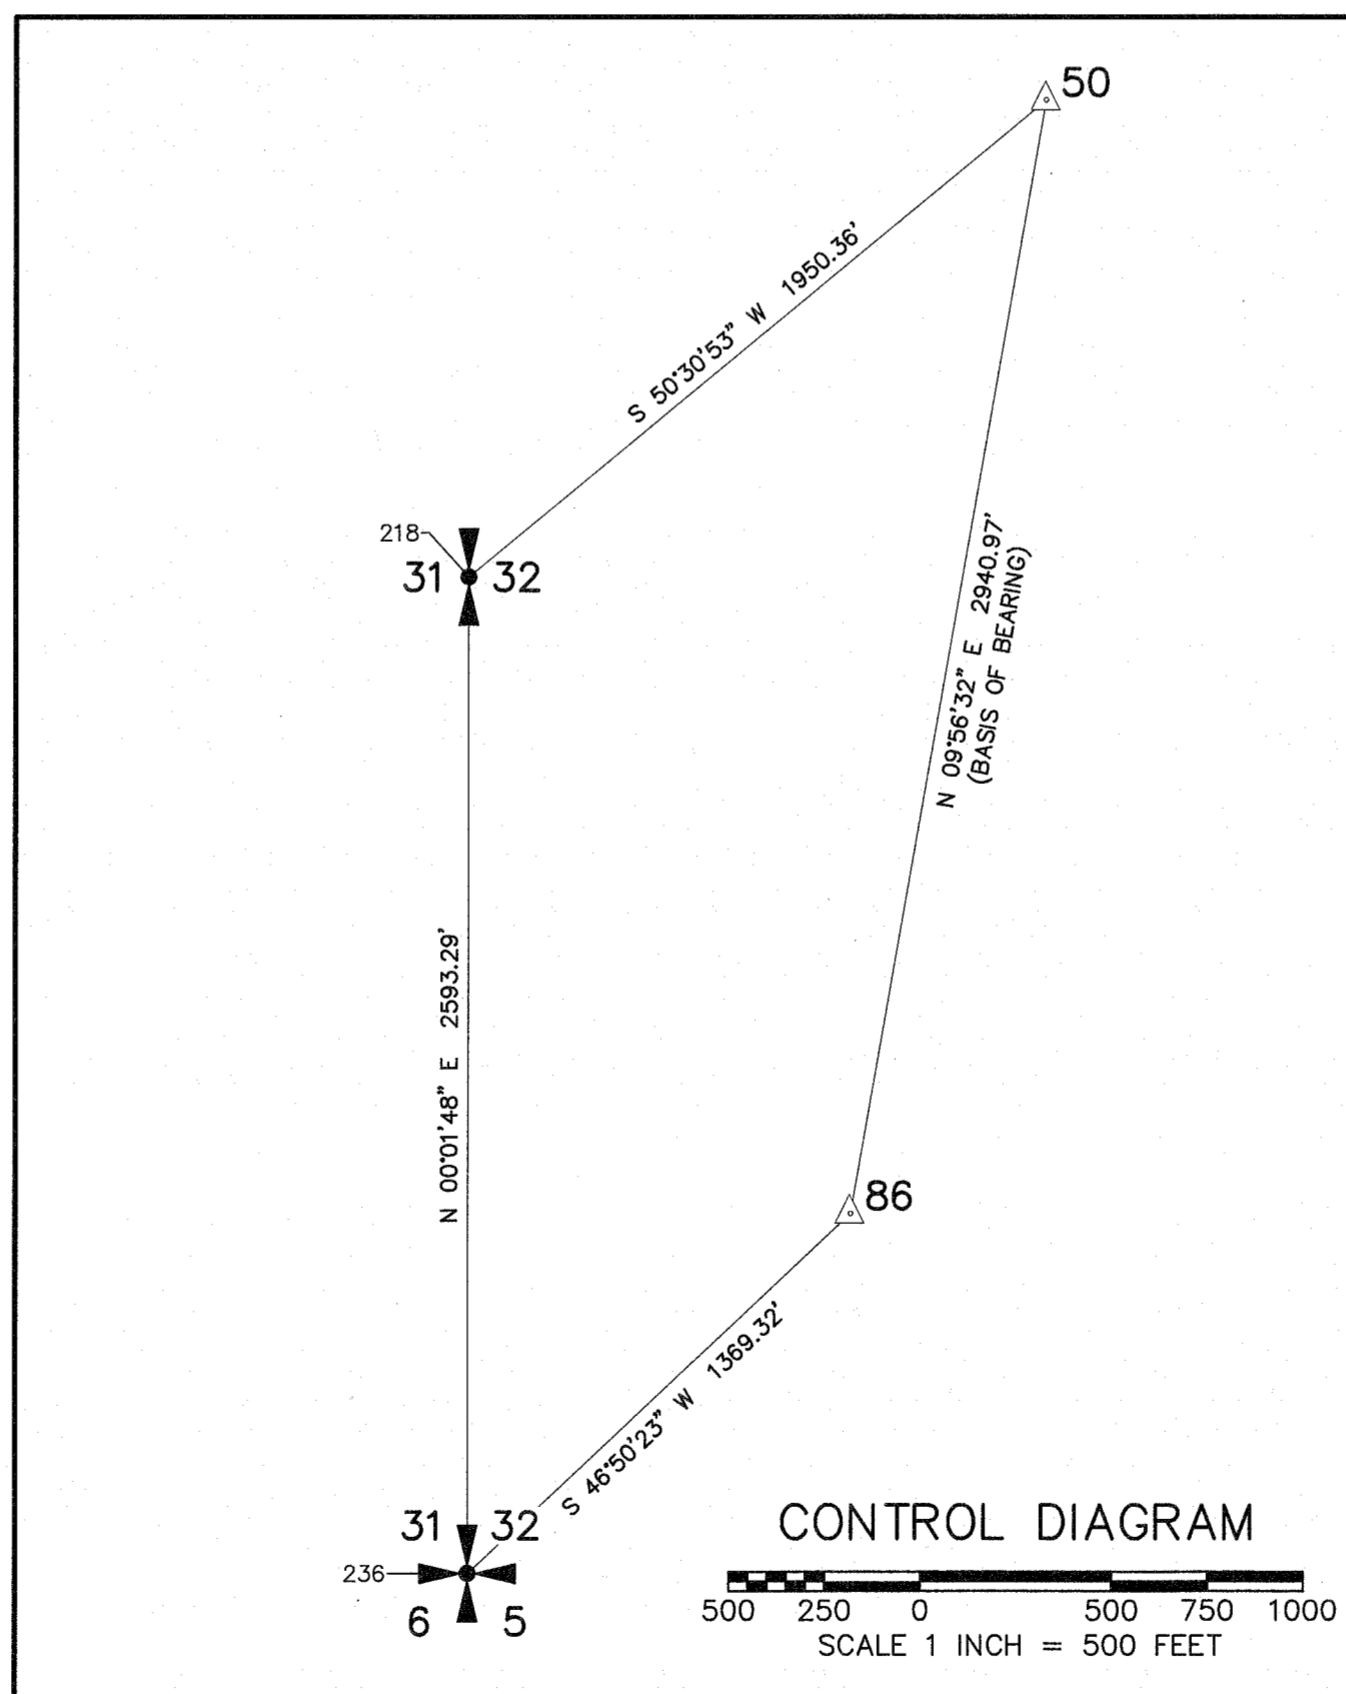 50
S 50°30'53" W 1950.36'
218
31 32
N 09°56'32" E 2940.97'
(BASIS OF BEARING)
N 00°01'48" E 2593.29'
86
S 46°50'23" W 1369.32'
31 32
236
6 5
CONTROL DIAGRAM
500 250 0 500 750 1000
SCALE 1 INCH = 500 FEET